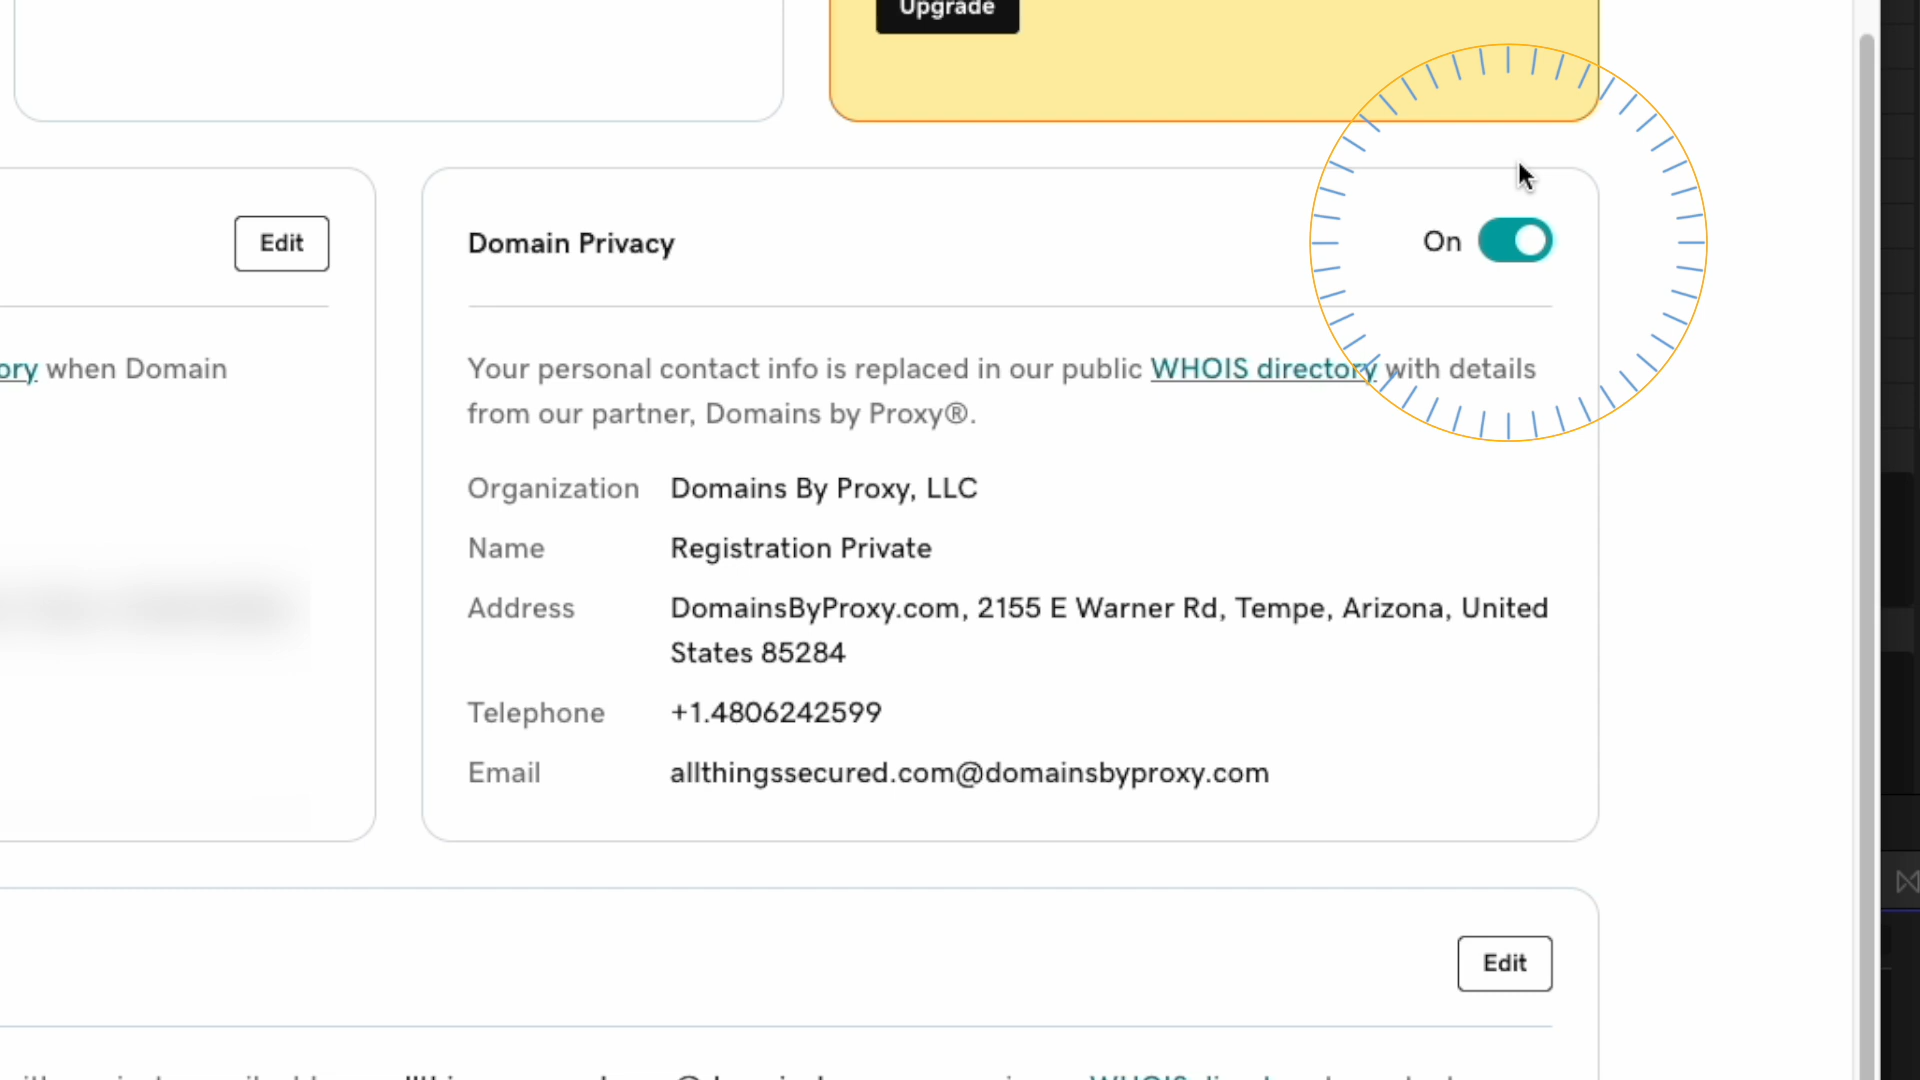 Upgrade
Edit
ory when Domain
Domain Privacy
On
Your personal contact info is replaced in our public WHOIS directory with details
from our partner, Domains by Proxy®.
Organization Domains By Proxy, LLC
Name Registration Private
Address DomainsByProxy.com, 2155 E Warner Rd, Tempe, Arizona, United
States 85284
Telephone +1.4806242599
Email allthingssecured.com@domainsbyproxy.com
Edit